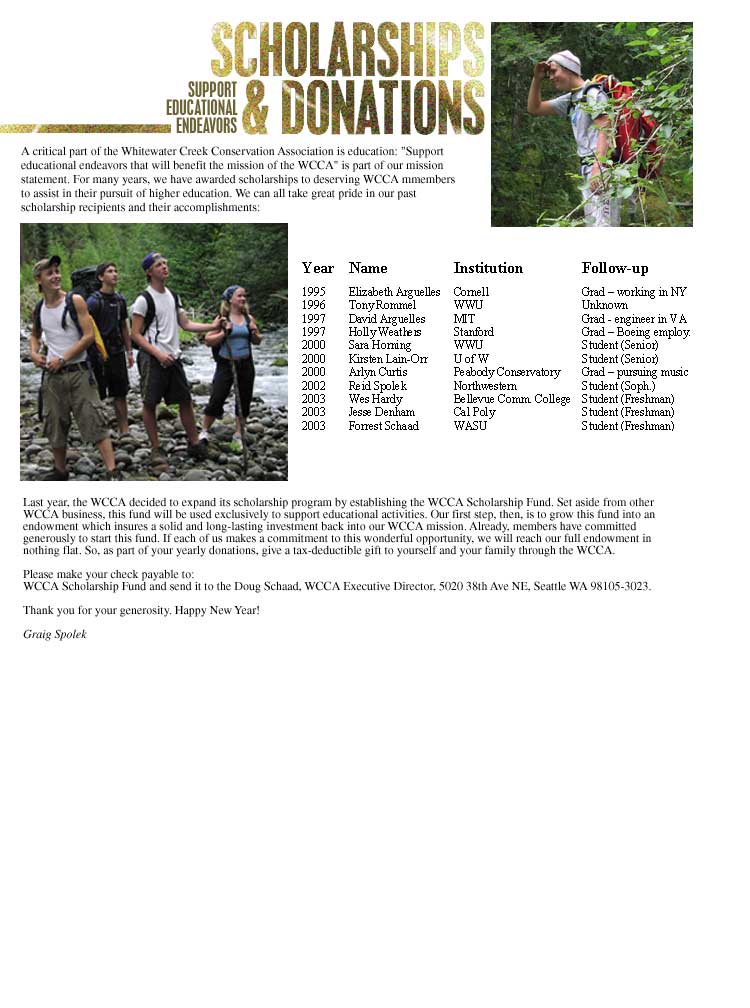 SCHOLARSHIPS
SUPPORT
EDUCATIONAL
ENDEAVORS
& DONATIONS
A critical part of the Whitewater Creek Conservation Association is education: "Support
educational endeavors that will benefit the mission of the WCCA" is part of our mission
statement. For many years, we have awarded scholarships to deserving WCCA mmembers
to assist in their pursuit of higher education. We can all take great pride in our past
scholarship recipients and their accomplishments:
Year Name Institution Follow-up
1995 Elizabeth Arguelles Cornell Grad – working in NY
1996 Tony Rommel WWU Unknown
1997 David Arguelles MIT Grad - engineer in VA
1997 Holly Weathers Stanford Grad – Boeing employ.
2000 Sara Horning WWU Student (Senior)
2000 Kirsten Lain-Orr U of W Student (Senior)
2000 Arlyn Curtis Peabody Conservatory Grad – pursuing music
2002 Reid Spolek Northwestern Student (Soph.)
2003 Wes Hardy Bellevue Comm. College Student (Freshman)
2003 Jesse Denham Cal Poly Student (Freshman)
2003 Forrest Schaad WASU Student (Freshman)
Last year, the WCCA decided to expand its scholarship program by establishing the WCCA Scholarship Fund. Set aside from other
WCCA business, this fund will be used exclusively to support educational activities. Our first step, then, is to grow this fund into an
endowment which insures a solid and long-lasting investment back into our WCCA mission. Already, members have committed
generously to start this fund. If each of us makes a commitment to this wonderful opportunity, we will reach our full endowment in
nothing flat. So, as part of your yearly donations, give a tax-deductible gift to yourself and your family through the WCCA.
Please make your check payable to:
WCCA Scholarship Fund and send it to the Doug Schaad, WCCA Executive Director, 5020 38th Ave NE, Seattle WA 98105-3023.
Thank you for your generosity. Happy New Year!
Graig Spolek